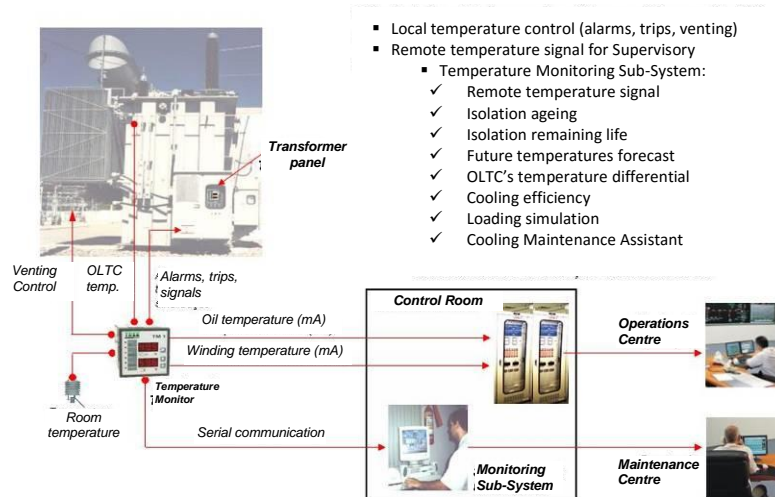 ▪ Local temperature control (alarms, trips, venting)
▪ Remote temperature signal for Supervisory
▪ Temperature Monitoring Sub-System:
✓ Remote temperature signal
✓ Isolation ageing
✓ Isolation remaining life
✓ Future temperatures forecast
✓ OLTC's temperature differential
✓ Cooling efficiency
✓ Loading simulation
✓ Cooling Maintenance Assistant
Transformer
panel
Venting
Control
OLTC
temp.
Alarms, trips,
signals
Oil temperature (mA)
Winding temperature (mA)
Temperature
Monitor
Room
temperature
Serial communication
Control Room
Monitoring
Sub-System
Operations
Centre
Maintenance
Centre